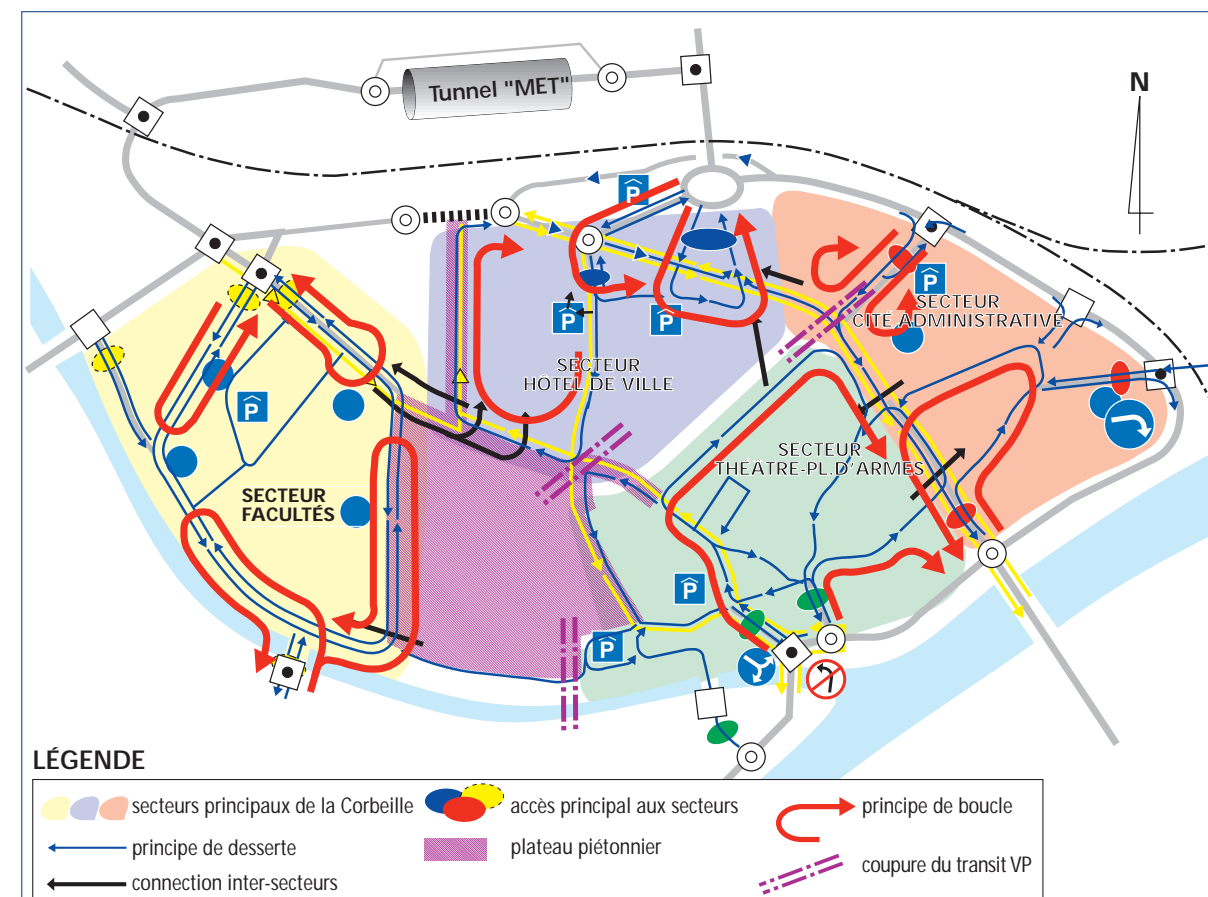 Tunnel "MET"
N
P
P
SECTEUR
CITÉ ADMINISTRATIVE
P
P
SECTEUR
HÔTEL DE VILLE
P
SECTEUR
THÉÂTRE-PL.D'ARMES
SECTEUR
FACULTÉS
P
P
LÉGENDE
secteurs principaux de la Corbeille
accès principal aux secteurs
principe de boucle
principe de desserte
plateau piétonnier
coupure du transit VP
connection inter-secteurs